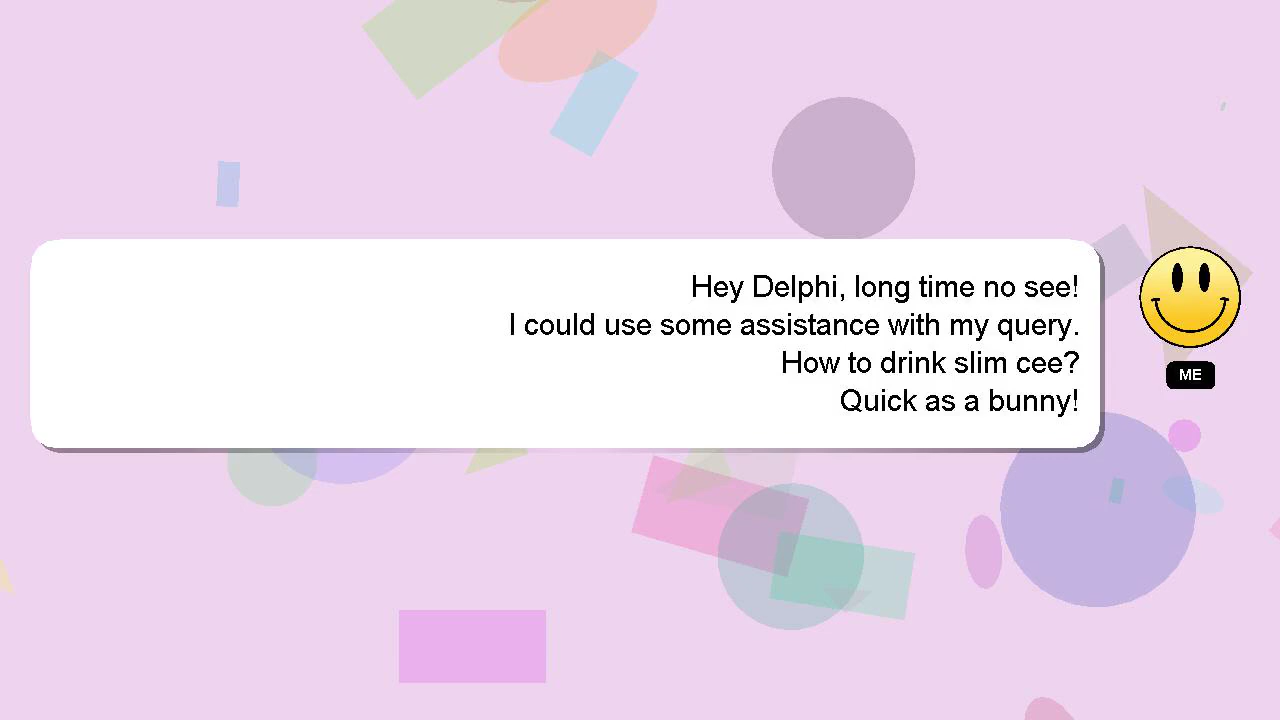 Hey Delphi, long time no see!
I could use some assistance with my query.
How to drink slim cee?
Quick as a bunny!
ME